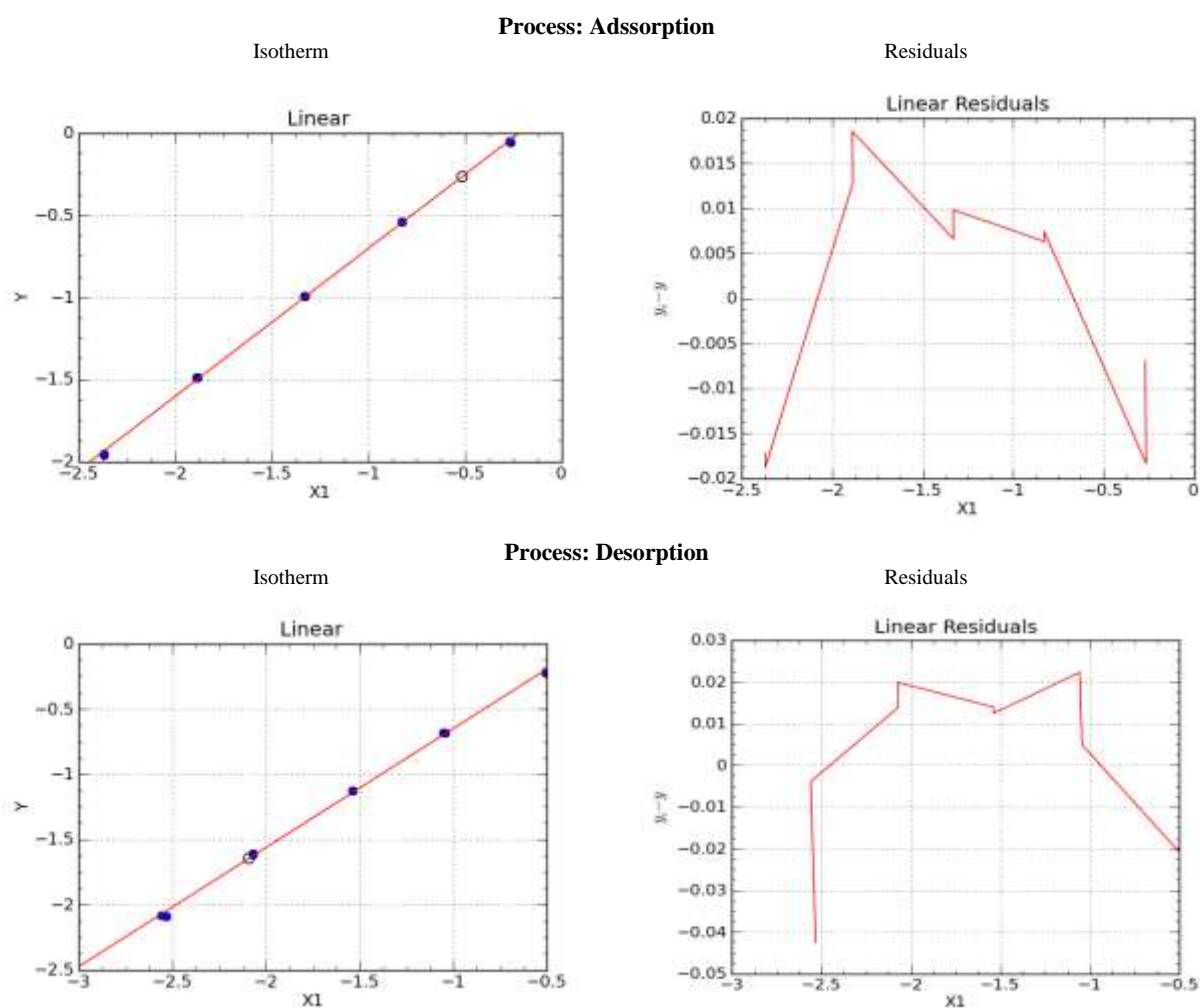 Process: Adssorption
Isotherm Residuals
Linear
0
−0.5
−1
−1.5
−2
Y
−2.5 −2 −1.5 −1 −0.5 0
X1
Linear Residuals
0.02
0.015
0.01
0.005
0
−0.005
−0.01
−0.015
−0.02
yᵢ−y
−2.5 −2 −1.5 −1 −0.5 0
X1
Process: Desorption
Isotherm Residuals
Linear
0
−0.5
−1
−1.5
−2
−2.5
Y
−3 −2.5 −2 −1.5 −1 −0.5
X1
Linear Residuals
0.03
0.02
0.01
0
−0.01
−0.02
−0.03
−0.04
−0.05
yᵢ−y
−3 −2.5 −2 −1.5 −1 −0.5
X1